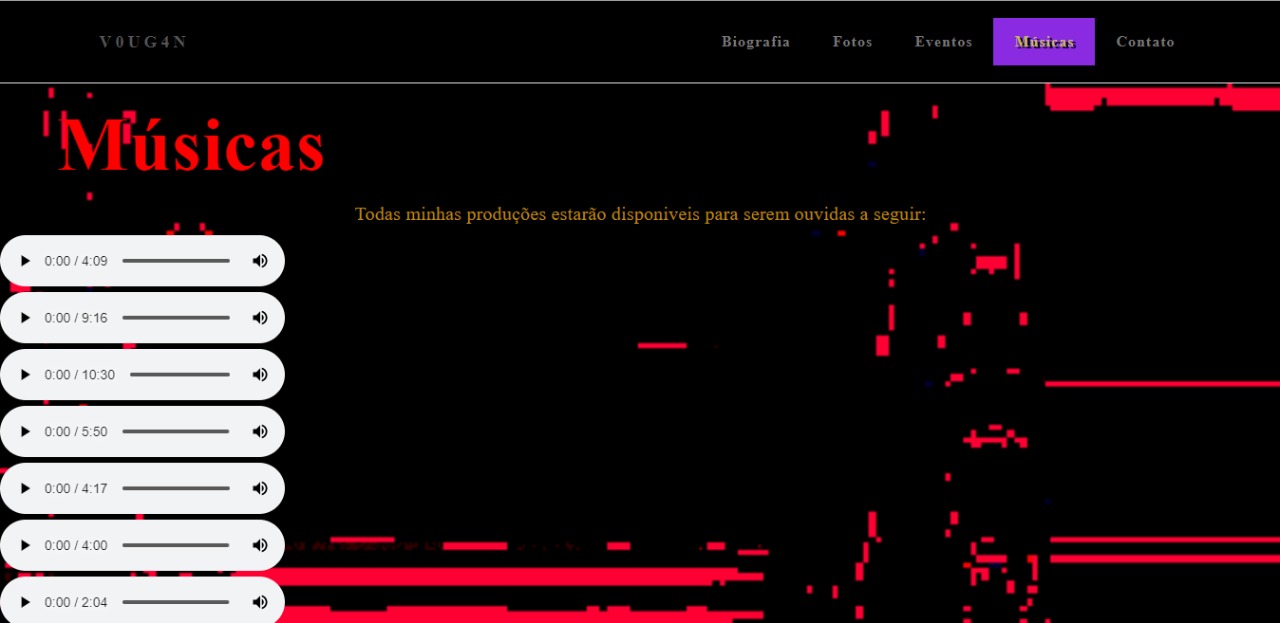 V0UG4N
Biografia Fotos Eventos Músicas Contato
Músicas
Todas minhas produções estarão disponiveis para serem ouvidas a seguir:
0:00 / 4:09
0:00 / 9:16
0:00 / 10:30
0:00 / 5:50
0:00 / 4:17
0:00 / 4:00
0:00 / 2:04